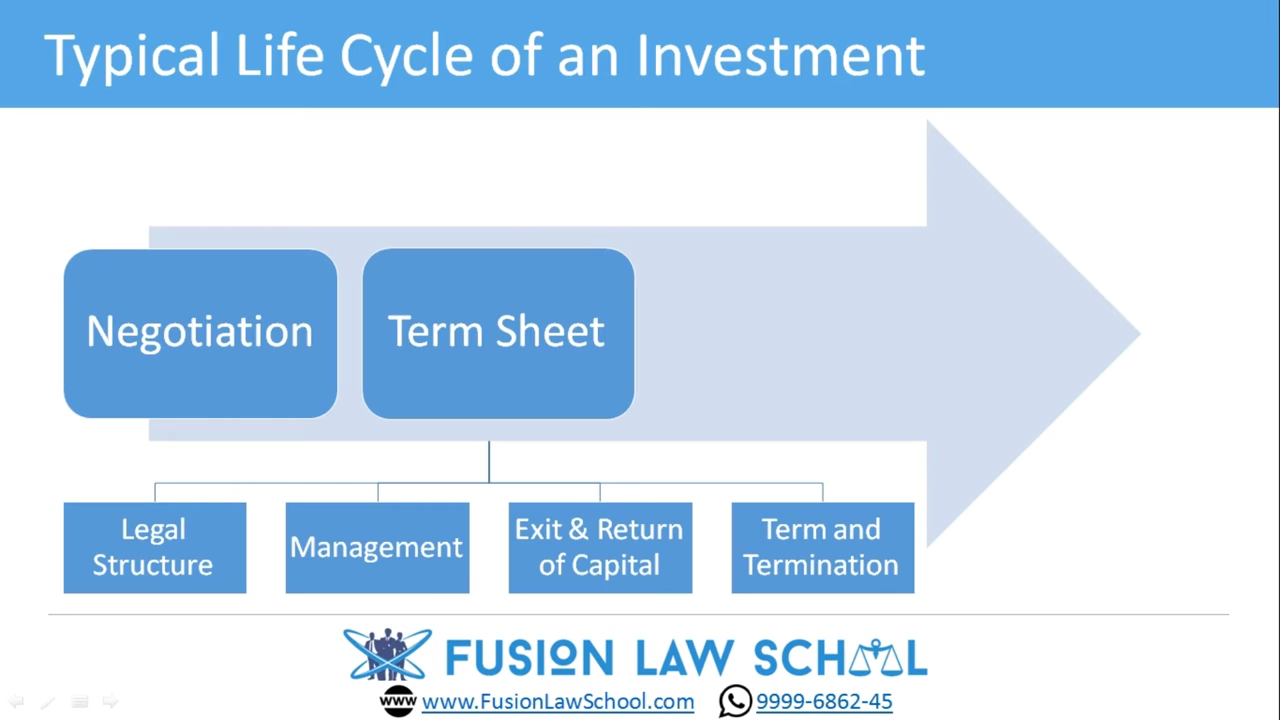 Typical Life Cycle of an Investment
Negotiation
Term Sheet
Legal
Structure
Management
Exit & Return
of Capital
Term and
Termination
FUSION LAW SCHOOL
www www.FusionLawSchool.com 9999-6862-45